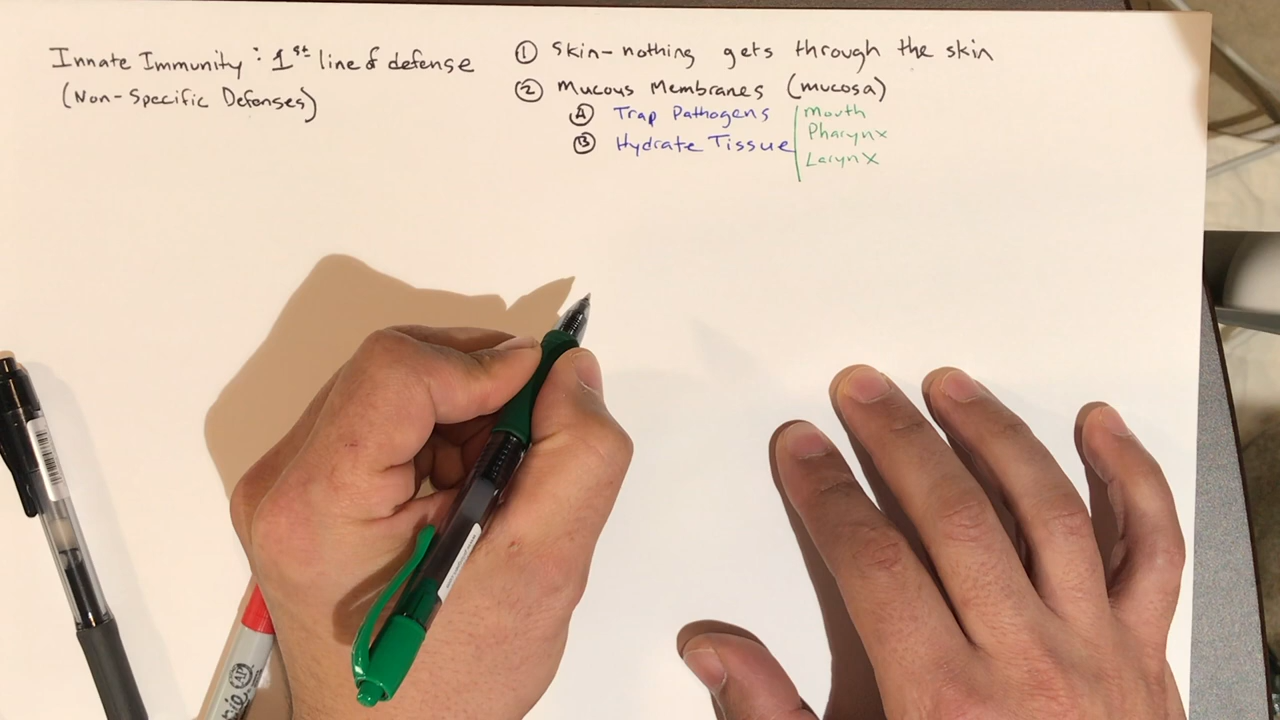 Innate Immunity : 1st line of defense
(Non-Specific Defenses)
① Skin-nothing gets through the skin
② Mucous Membranes (mucosa)
Ⓐ Trap Pathogens
Ⓑ Hydrate Tissue
Mouth
Pharynx
Larynx